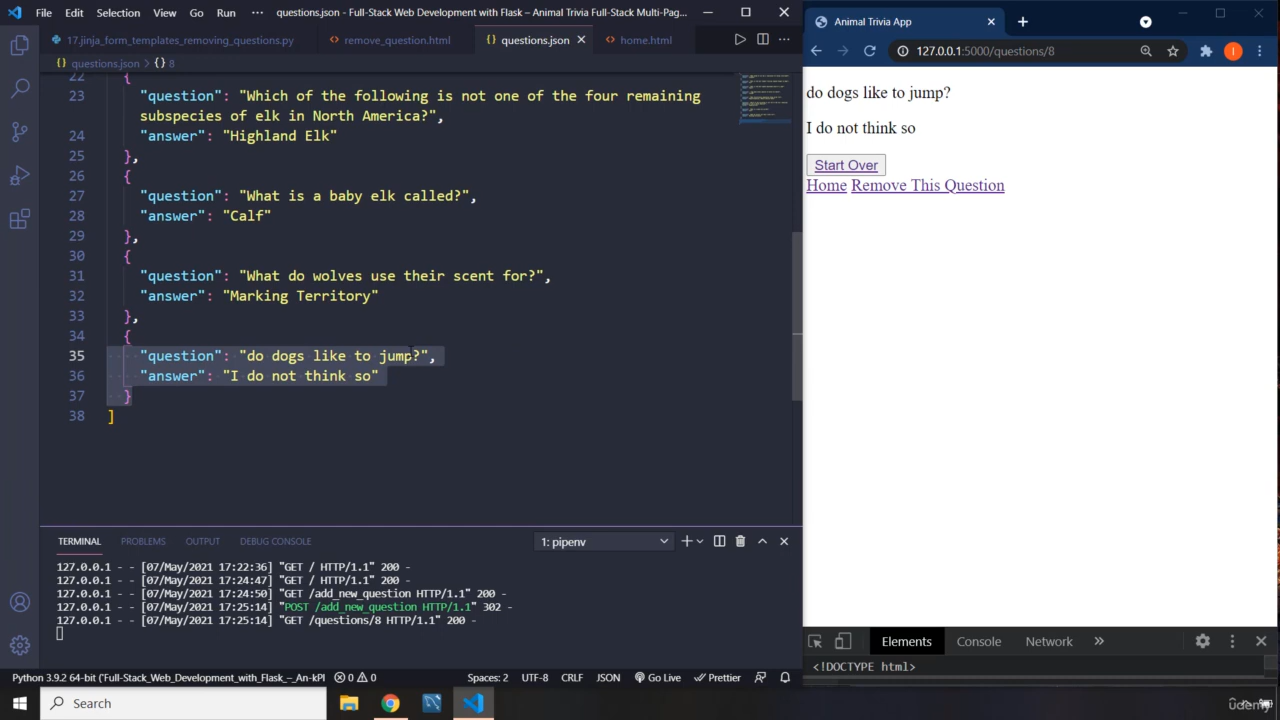 File Edit Selection View Go Run ··· questions.json - Full-Stack Web Development with Flask – Animal Trivia Full-Stack Multi-Pag...
17.jinja_form_templates_removing_questions.py remove_question.html questions.json home.html
questions.json > {} 8
22 {
23 "question": "Which of the following is not one of the four remaining
subspecies of elk in North America?",
24 "answer": "Highland Elk"
25 },
26 {
27 "question": "What is a baby elk called?",
28 "answer": "Calf"
29 },
30 {
31 "question": "What do wolves use their scent for?",
32 "answer": "Marking Territory"
33 },
34 {
35 "question": "do dogs like to jump?",
36 "answer": "I do not think so"
37 }
38 ]
TERMINAL PROBLEMS OUTPUT DEBUG CONSOLE 1: pipenv
127.0.0.1 - - [07/May/2021 17:22:36] "GET / HTTP/1.1" 200 -
127.0.0.1 - - [07/May/2021 17:24:47] "GET / HTTP/1.1" 200 -
127.0.0.1 - - [07/May/2021 17:24:50] "GET /add_new_question HTTP/1.1" 200 -
127.0.0.1 - - [07/May/2021 17:25:14] "POST /add_new_question HTTP/1.1" 302 -
127.0.0.1 - - [07/May/2021 17:25:14] "GET /questions/8 HTTP/1.1" 200 -
Python 3.9.2 64-bit ('Full-Stack_Web_Development_with_Flask_-_An-kPI 0 0 Spaces: 2 UTF-8 CRLF JSON Go Live Prettier
Animal Trivia App
127.0.0.1:5000/questions/8
I
do dogs like to jump?
I do not think so
Start Over
Home Remove This Question
Elements Console Network
<!DOCTYPE html>
Search
udemy